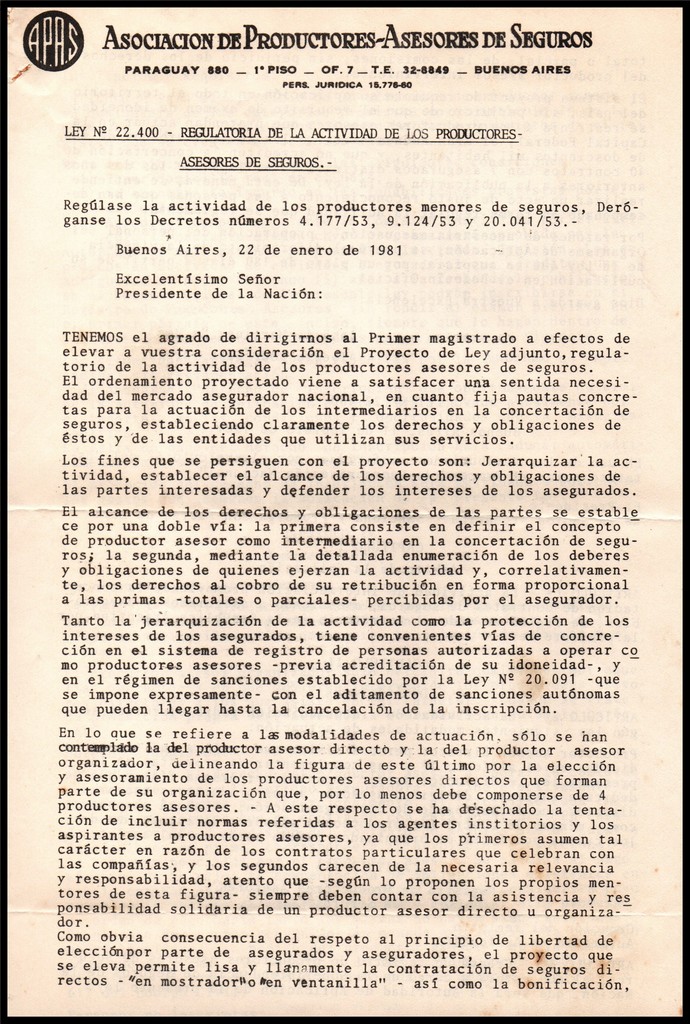 APAS
ASOCIACION DE PRODUCTORES-ASESORES DE SEGUROS
PARAGUAY 880 — 1º PISO — OF. 7 — T.E. 32-8849 — BUENOS AIRES
PERS. JURIDICA 15.776-60
LEY Nº 22.400 - REGULATORIA DE LA ACTIVIDAD DE LOS PRODUCTORES-
ASESORES DE SEGUROS.-
Regúlase la actividad de los productores menores de seguros, Deró-
ganse los Decretos números 4.177/53, 9.124/53 y 20.041/53.-
Buenos Aires, 22 de enero de 1981
Excelentísimo Señor
Presidente de la Nación:
TENEMOS el agrado de dirigirnos al Primer magistrado a efectos de
elevar a vuestra consideración el Proyecto de Ley adjunto,regula-
torio de la actividad de los productores asesores de seguros.
El ordenamiento proyectado viene a satisfacer una sentida necesi-
dad del mercado asegurador nacional, en cuanto fija pautas concre-
tas para la actuación de los intermediarios en la concertación de
seguros, estableciendo claramente los derechos y obligaciones de
éstos y de las entidades que utilizan sus servicios.
Los fines que se persiguen con el proyecto son: Jerarquizar la ac-
tividad, establecer el alcance de los derechos y obligaciones de
las partes interesadas y defender los intereses de los asegurados.
El alcance de los derechos y obligaciones de las partes se estable
ce por una doble vía: la primera consiste en definir el concepto
de productor asesor como intermediario en la concertación de segu-
ros; la segunda, mediante la detallada enumeración de los deberes
y obligaciones de quienes ejerzan la actividad y, correlativamen-
te, los derechos al cobro de su retribución en forma proporcional
a las primas -totales o parciales- percibidas por el asegurador.
Tanto la jerarquización de la actividad como la protección de los
intereses de los asegurados, tiene convenientes vías de concre-
ción en el sistema de registro de personas autorizadas a operar co
mo productores asesores -previa acreditación de su idoneidad-, y
en el régimen de sanciones establecido por la Ley Nº 20.091 -que
se impone expresamente- con el aditamento de sanciones autónomas
que pueden llegar hasta la cancelación de la inscripción.
En lo que se refiere a las modalidades de actuación, sólo se han
contemplado la del productor asesor directo y la del productor asesor
organizador, delineando la figura de este último por la elección
y asesoramiento de los productores asesores directos que forman
parte de su organización que, por lo menos debe componerse de 4
productores asesores. - A este respecto se ha desechado la tenta-
ción de incluir normas referidas a los agentes institorios y los
aspirantes a productores asesores, ya que los primeros asumen tal
carácter en razón de los contratos particulares que celebran con
las compañías, y los segundos carecen de la necesaria relevancia
y responsabilidad, atento que -según lo proponen los propios men-
tores de esta figura- siempre deben contar con la asistencia y res
ponsabilidad solidaria de un productor asesor directo u organiza-
dor.
Como obvia consecuencia del respeto al principio de libertad de
elecciónpor parte de asegurados y aseguradores, el proyecto que
se eleva permite lisa y llanamente la contratación de seguros di-
rectos - "en mostrador"o "en ventanilla" - así como la bonificación,